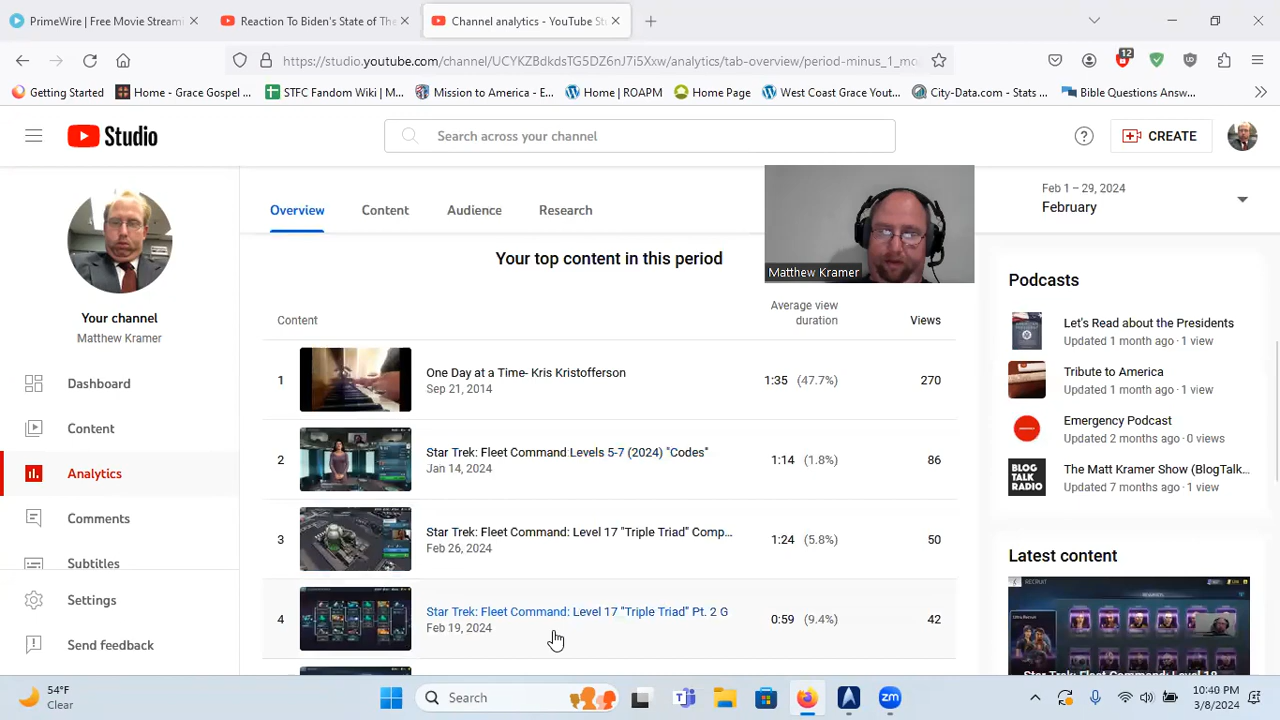 PrimeWire | Free Movie Streami
Reaction To Biden's State of The
Channel analytics - YouTube St
https://studio.youtube.com/channel/UCYKZBdkdsTG5DZ6nJ7i5Xxw/analytics/tab-overview/period-minus_1_mo
12
Getting Started
Home - Grace Gospel ...
STFC Fandom Wiki | M...
Mission to America - E...
Home | ROAPM
Home Page
West Coast Grace Yout...
City-Data.com - Stats ...
Bible Questions Answ...
Studio
Search across your channel
CREATE
Your channel
Matthew Kramer
Dashboard
Content
Analytics
Comments
Subtitles
Settings
Send feedback
Overview Content Audience Research
Matthew Kramer
Feb 1 – 29, 2024
February
Your top content in this period
Content
Average view
duration
Views
1 One Day at a Time- Kris Kristofferson 1:35 (47.7%) 270
Sep 21, 2014
2 Star Trek: Fleet Command Levels 5-7 (2024) "Codes" 1:14 (1.8%) 86
Jan 14, 2024
3 Star Trek: Fleet Command: Level 17 "Triple Triad" Comp... 1:24 (5.8%) 50
Feb 26, 2024
4 Star Trek: Fleet Command: Level 17 "Triple Triad" Pt. 2 G 0:59 (9.4%) 42
Feb 19, 2024
Podcasts
Let's Read about the Presidents
Updated 1 month ago · 1 view
Tribute to America
Updated 1 month ago · 1 view
Emergency Podcast
Updated 2 months ago · 0 views
BLOG
TALK
RADIO
The Matt Kramer Show (BlogTalk...
Updated 7 months ago · 1 view
Latest content
RECRUIT
54°F
Clear
Search
10:40 PM
3/8/2024